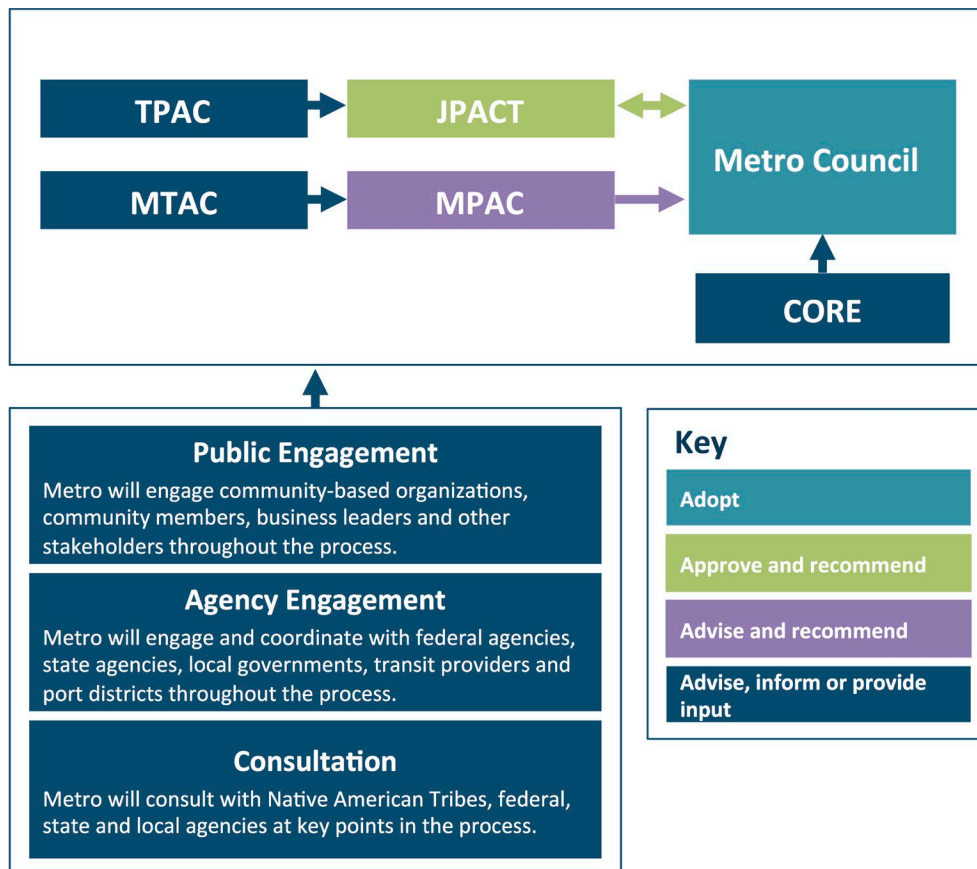 TPAC
JPACT
Metro Council
MTAC
MPAC
CORE
Public Engagement
Metro will engage community-based organizations,
community members, business leaders and other
stakeholders throughout the process.
Agency Engagement
Metro will engage and coordinate with federal agencies,
state agencies, local governments, transit providers and
port districts throughout the process.
Consultation
Metro will consult with Native American Tribes, federal,
state and local agencies at key points in the process.
Key
Adopt
Approve and recommend
Advise and recommend
Advise, inform or provide
input